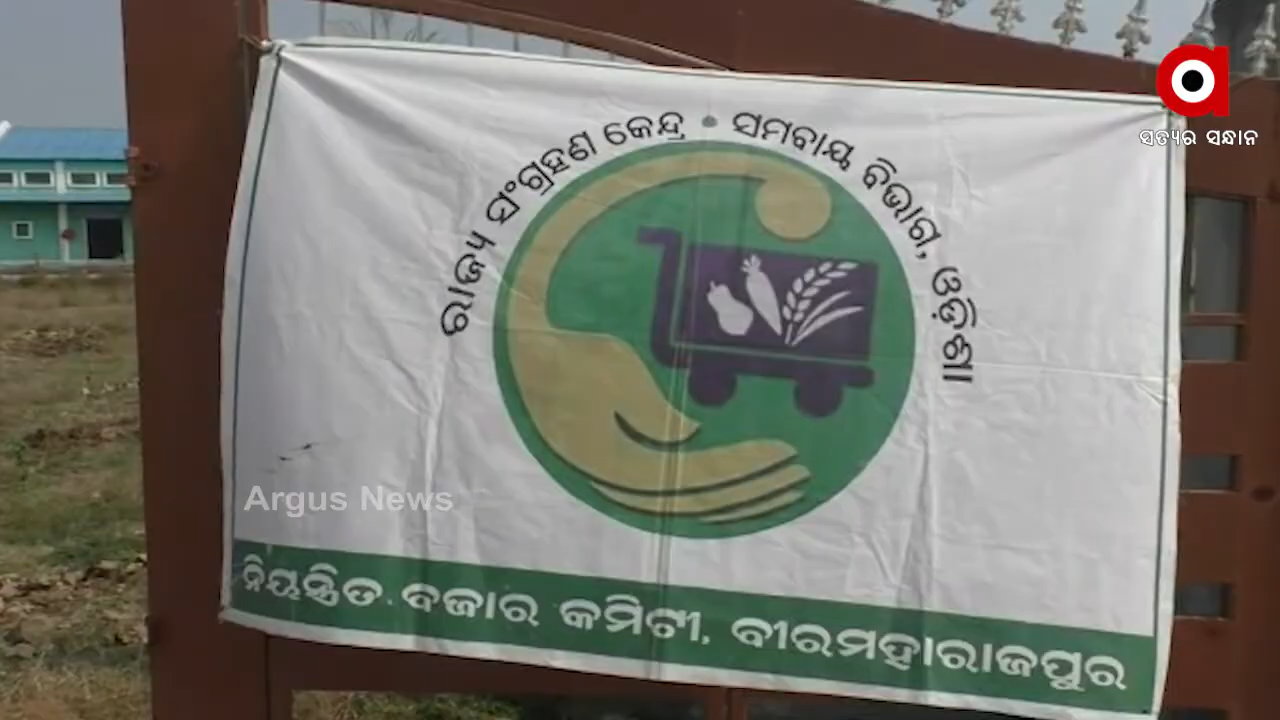 ସତ୍ୟର ସନ୍ଧାନ
ରାଜ୍ୟ ସଂଗ୍ରହଣ କେନ୍ଦ୍ର • ସମବାୟ ବିଭାଗ, ଓଡ଼ିଶା
Argus News
ନିୟନ୍ତ୍ରିତ ବଜାର କମିଟୀ, ବୀରମହାରାଜପୁର